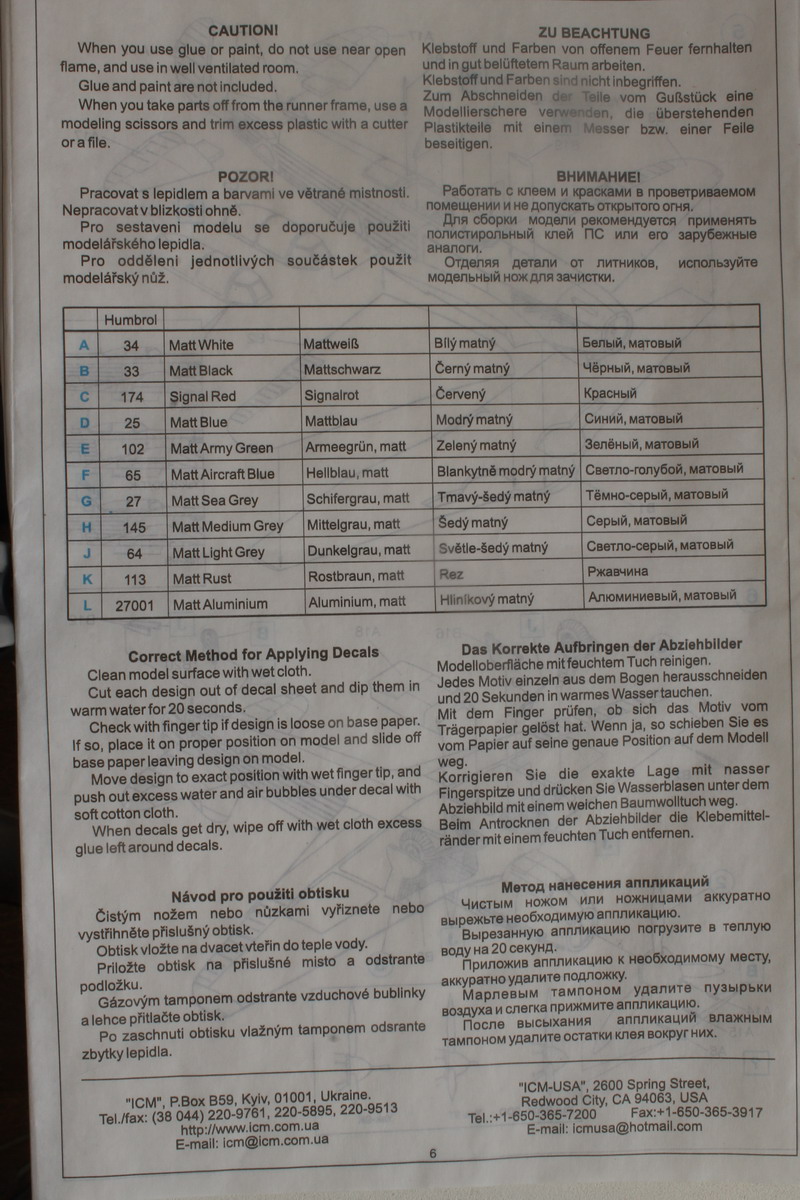 CAUTION!
When you use glue or paint, do not use near open
flame, and use in well ventilated room.
Glue and paint are not included.
When you take parts off from the runner frame, use a
modeling scissors and trim excess plastic with a cutter
or a file.
ZU BEACHTUNG
Klebstoff und Farben von offenem Feuer fernhalten
und in gut belüftetem Raum arbeiten.
Klebstoff und Farben sind nicht inbegriffen.
Zum Abschneiden der Teile vom Gußstück eine
Modellierschere verwenden, die überstehenden
Plastikteile mit einem Messer bzw. einer Feile
beseitigen.
POZOR!
Pracovat s lepidlem a barvami ve větrané mistnosti.
Nepracovat v blizkosti ohně.
Pro sestaveni modelu se doporučuje použiti
modelářského lepidla.
Pro odděleni jednotlivých součástek použit
modelářský nůž.
ВНИМАНИЕ!
Работать с клеем и красками в проветриваемом
помещении и не допускать открытого огня.
Для сборки модели рекомендуется применять
полистирольный клей ПС или его зарубежные
аналоги.
Отделяя детали от литников, используйте
модельный нож для зачистки.
Humbrol
A 34 Matt White Mattweiß Bílý matný Белый, матовый
B 33 Matt Black Mattschwarz Černý matný Чёрный, матовый
C 174 Signal Red Signalrot Červený Красный
D 25 Matt Blue Mattblau Modrý matný Синий, матовый
E 102 Matt Army Green Armeegrün, matt Zelený matný Зелёный, матовый
F 65 Matt Aircraft Blue Hellblau, matt Blankytně modrý matný Светло-голубой, матовый
G 27 Matt Sea Grey Schifergrau, matt Tmavý-šedý matný Тёмно-серый, матовый
H 145 Matt Medium Grey Mittelgrau, matt Šedý matný Серый, матовый
J 64 Matt Light Grey Dunkelgrau, matt Světle-šedý matný Светло-серый, матовый
K 113 Matt Rust Rostbraun, matt Rez Ржавчина
L 27001 Matt Aluminium Aluminium, matt Hliníkový matný Алюминиевый, матовый
Correct Method for Applying Decals
Clean model surface with wet cloth.
Cut each design out of decal sheet and dip them in
warm water for 20 seconds.
Check with finger tip if design is loose on base paper.
If so, place it on proper position on model and slide off
base paper leaving design on model.
Move design to exact position with wet finger tip, and
push out excess water and air bubbles under decal with
soft cotton cloth.
When decals get dry, wipe off with wet cloth excess
glue left around decals.
Das Korrekte Aufbringen der Abziehbilder
Modelloberfläche mit feuchtem Tuch reinigen.
Jedes Motiv einzeln aus dem Bogen herausschneiden
und 20 Sekunden in warmes Wasser tauchen.
Mit dem Finger prüfen, ob sich das Motiv vom
Trägerpapier gelöst hat. Wenn ja, so schieben Sie es
vom Papier auf seine genaue Position auf dem Modell
weg.
Korrigieren Sie die exakte Lage mit nasser
Fingerspitze und drücken Sie Wasserblasen unter dem
Abziehbild mit einem weichen Baumwolltuch weg.
Beim Antrocknen der Abziehbilder die Klebemittel-
ränder mit einem feuchten Tuch entfernen.
Návod pro použiti obtisku
Čistým nožem nebo nůzkami vyřiznete nebo
vystřihněte přislušný obtisk.
Obtisk vložte na dvacet vteřin do teple vody.
Priložte obtisk na přislušné misto a odstrante
podložku.
Gázovým tamponem odstrante vzduchové bublinky
a lehce přitlačte obtisk.
Po zaschnuti obtisku vlažným tamponem odsrante
zbytky lepidla.
Метод нанесения аппликаций
Чистым ножом или ножницами аккуратно
вырежьте необходимую аппликацию.
Вырезанную аппликацию погрузите в теплую
воду на 20 секунд.
Приложив аппликацию к необходимому месту,
аккуратно удалите подложку.
Марлевым тампоном удалите пузырьки
воздуха и слегка прижмите аппликацию.
После высыхания аппликаций влажным
тампоном удалите остатки клея вокруг них.
"ICM", P.Box B59, Kyiv, 01001, Ukraine.
Tel./fax: (38 044) 220-9761, 220-5895, 220-9513
http://www.icm.com.ua
E-mail: icm@icm.com.ua
"ICM-USA", 2600 Spring Street,
Redwood City, CA 94063, USA
Tel.:+1-650-365-7200 Fax:+1-650-365-3917
E-mail: icmusa@hotmail.com
6